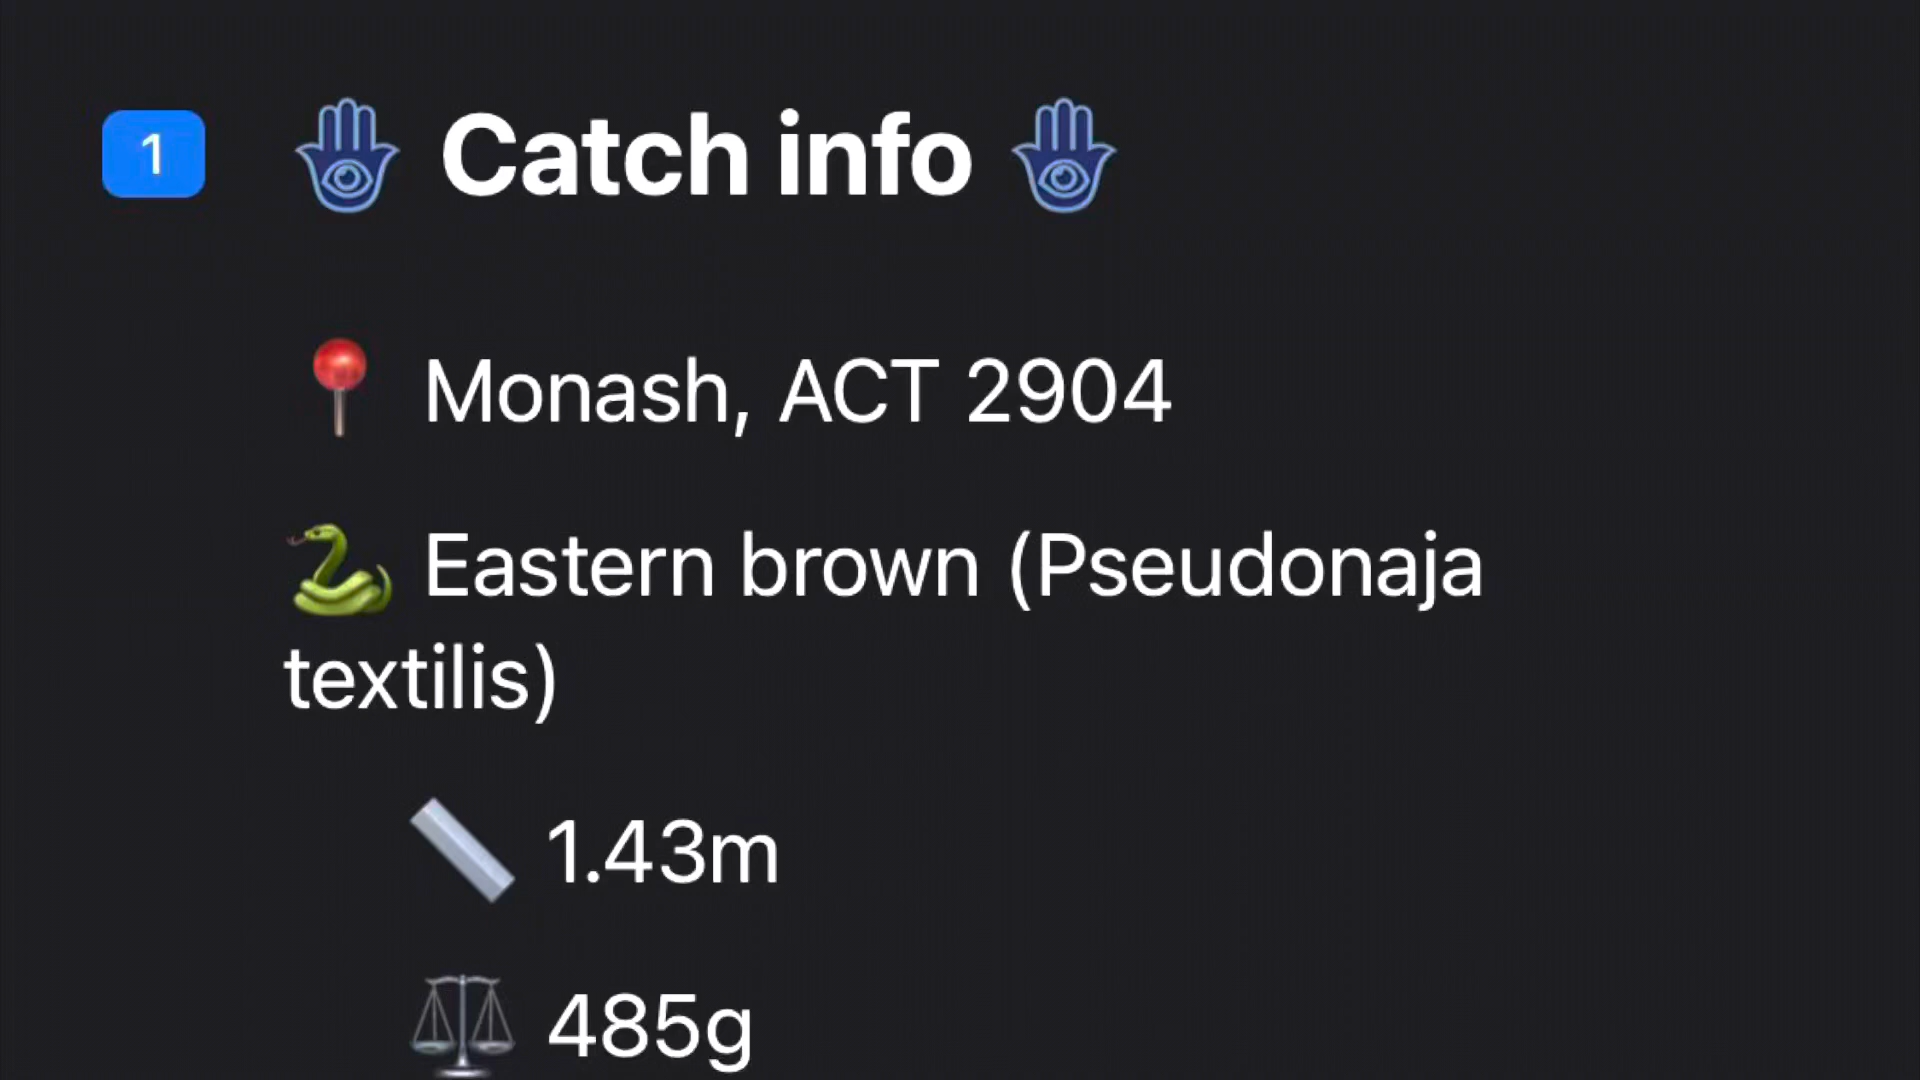 1
🪬 Catch info 🪬
📍 Monash, ACT 2904
🐍 Eastern brown (Pseudonaja
textilis)
📏 1.43m
⚖️ 485g